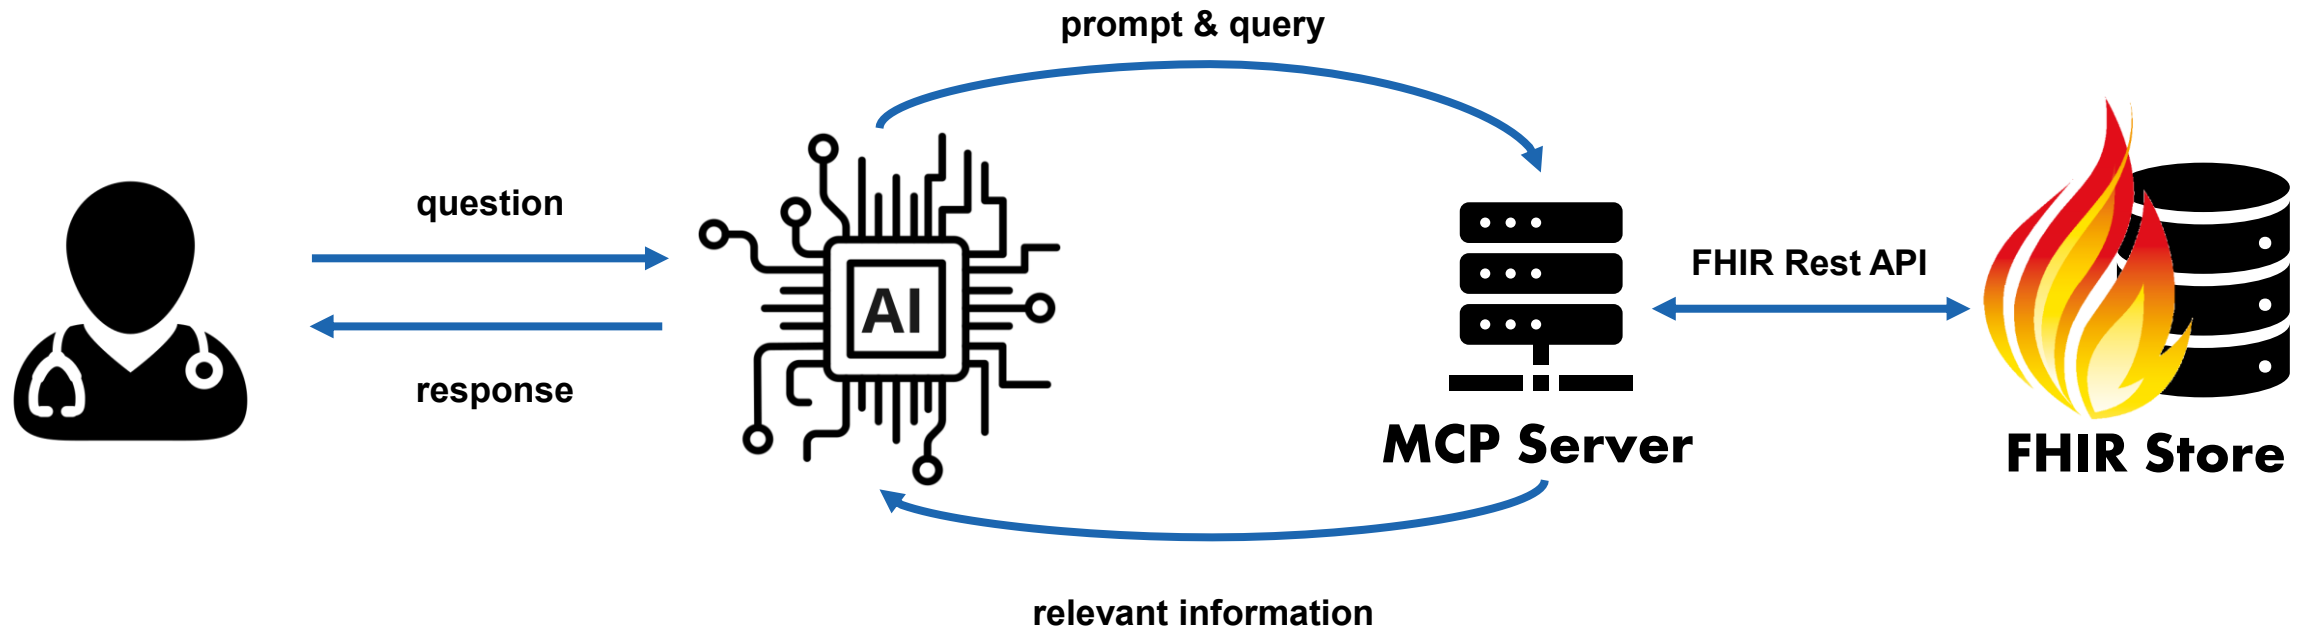 prompt & query
question
AI
FHIR Rest API
response
MCP Server
FHIR Store
relevant information